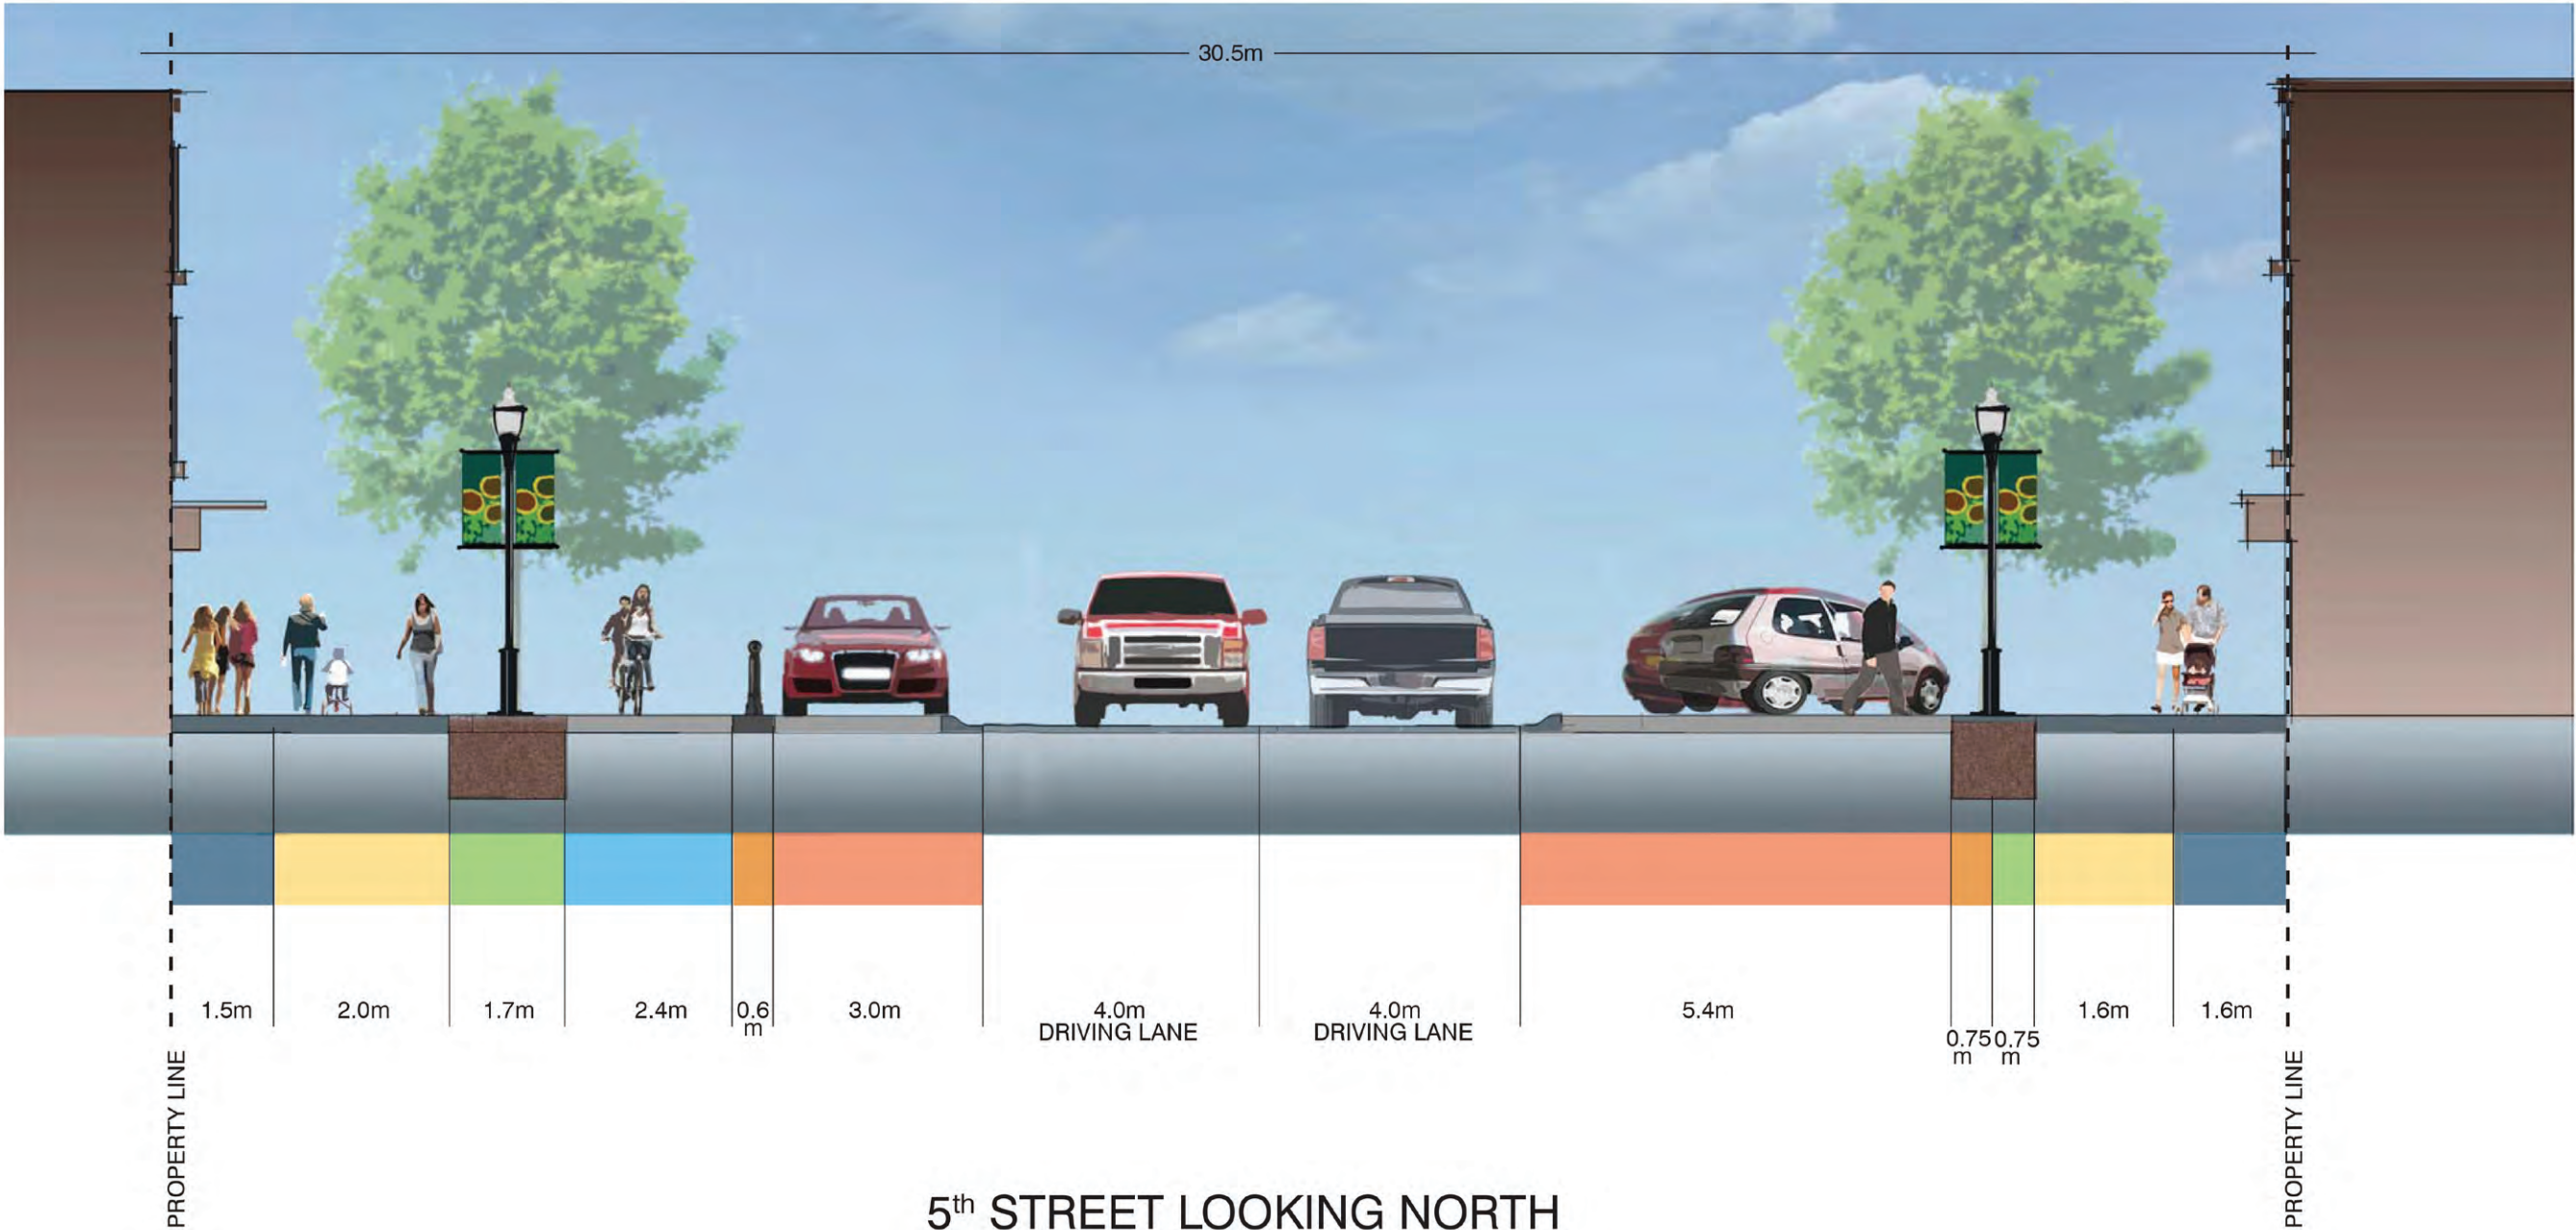 30.5m
1.5m
2.0m
1.7m
2.4m
0.6
m
3.0m
4.0m
DRIVING LANE
4.0m
DRIVING LANE
5.4m
0.75
m
0.75
m
1.6m
1.6m
PROPERTY LINE
PROPERTY LINE
5th STREET LOOKING NORTH